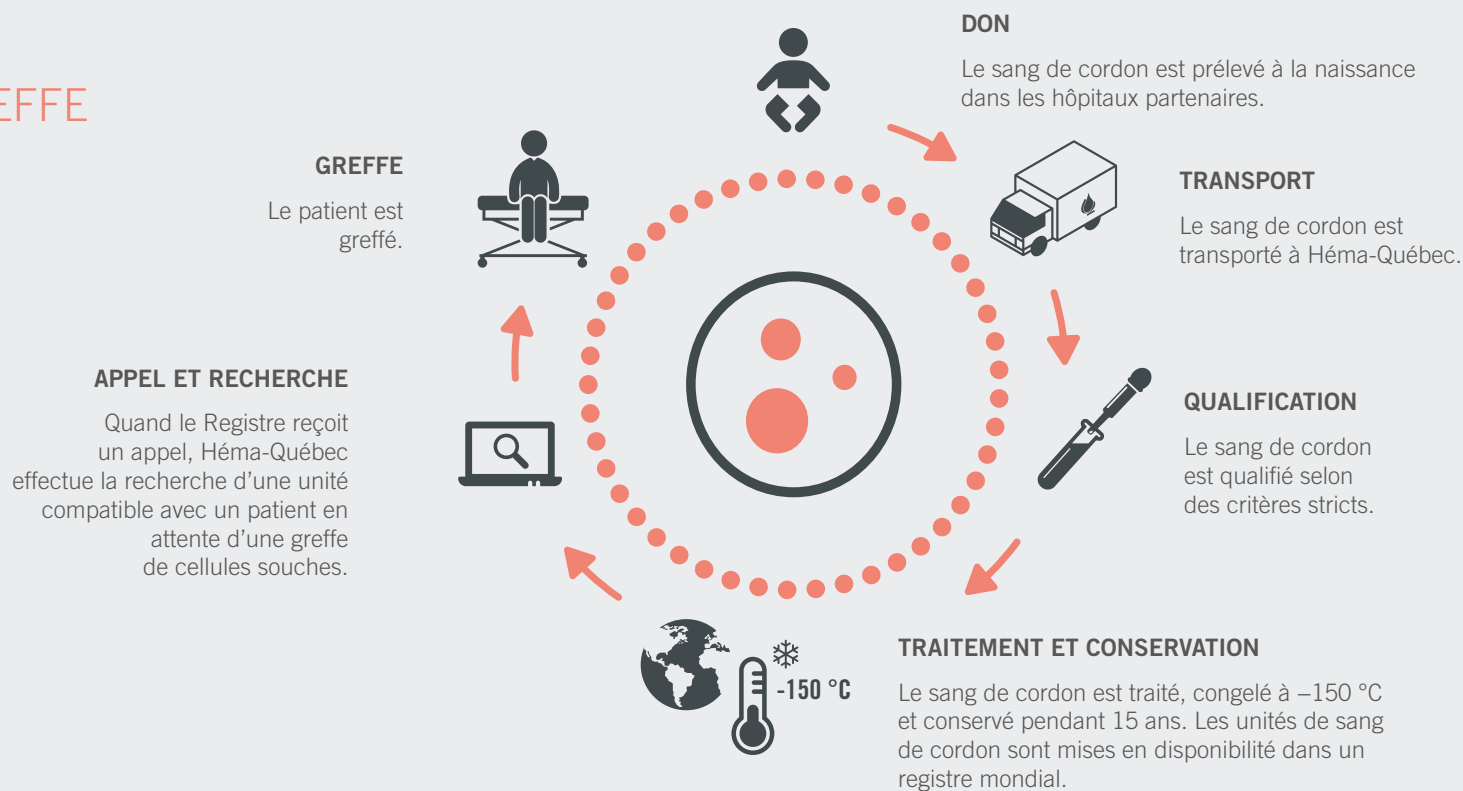 EFFE
DON
Le sang de cordon est prélevé à la naissance
dans les hôpitaux partenaires.
TRANSPORT
Le sang de cordon est
transporté à Héma-Québec.
QUALIFICATION
Le sang de cordon
est qualifié selon
des critères stricts.
TRAITEMENT ET CONSERVATION
Le sang de cordon est traité, congelé à –150 °C
et conservé pendant 15 ans. Les unités de sang
de cordon sont mises en disponibilité dans un
registre mondial.
-150 °C
APPEL ET RECHERCHE
Quand le Registre reçoit
un appel, Héma-Québec
effectue la recherche d’une unité
compatible avec un patient en
attente d’une greffe
de cellules souches.
GREFFE
Le patient est
greffé.